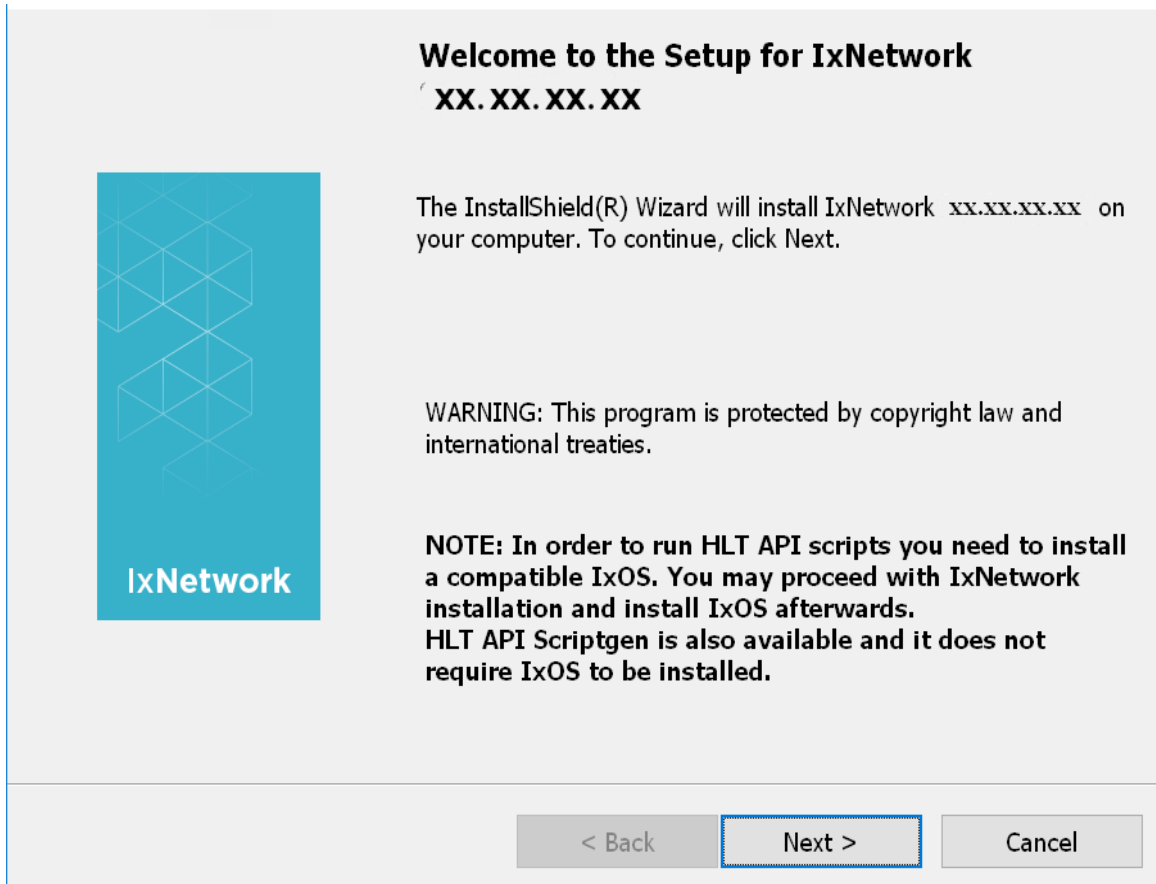 Welcome to the Setup for IxNetwork
XX.XX.XX.XX
The InstallShield(R) Wizard will install IxNetwork xx.xx.xx.xx on
your computer. To continue, click Next.
WARNING: This program is protected by copyright law and
international treaties.
IxNetwork
NOTE: In order to run HLT API scripts you need to install
a compatible IxOS. You may proceed with IxNetwork
installation and install IxOS afterwards.
HLT API Scriptgen is also available and it does not
require IxOS to be installed.
< Back
Next >
Cancel